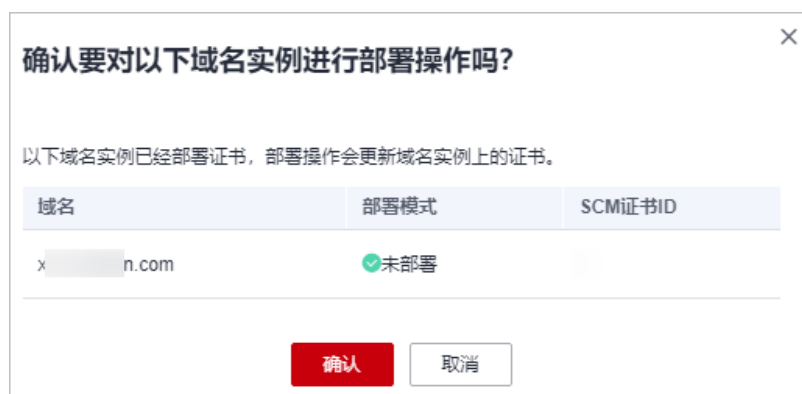 确认要对以下域名实例进行部署操作吗？
以下域名实例已经部署证书，部署操作会更新域名实例上的证书。
域名 部署模式 SCM证书ID
x n.com 未部署
确认 取消